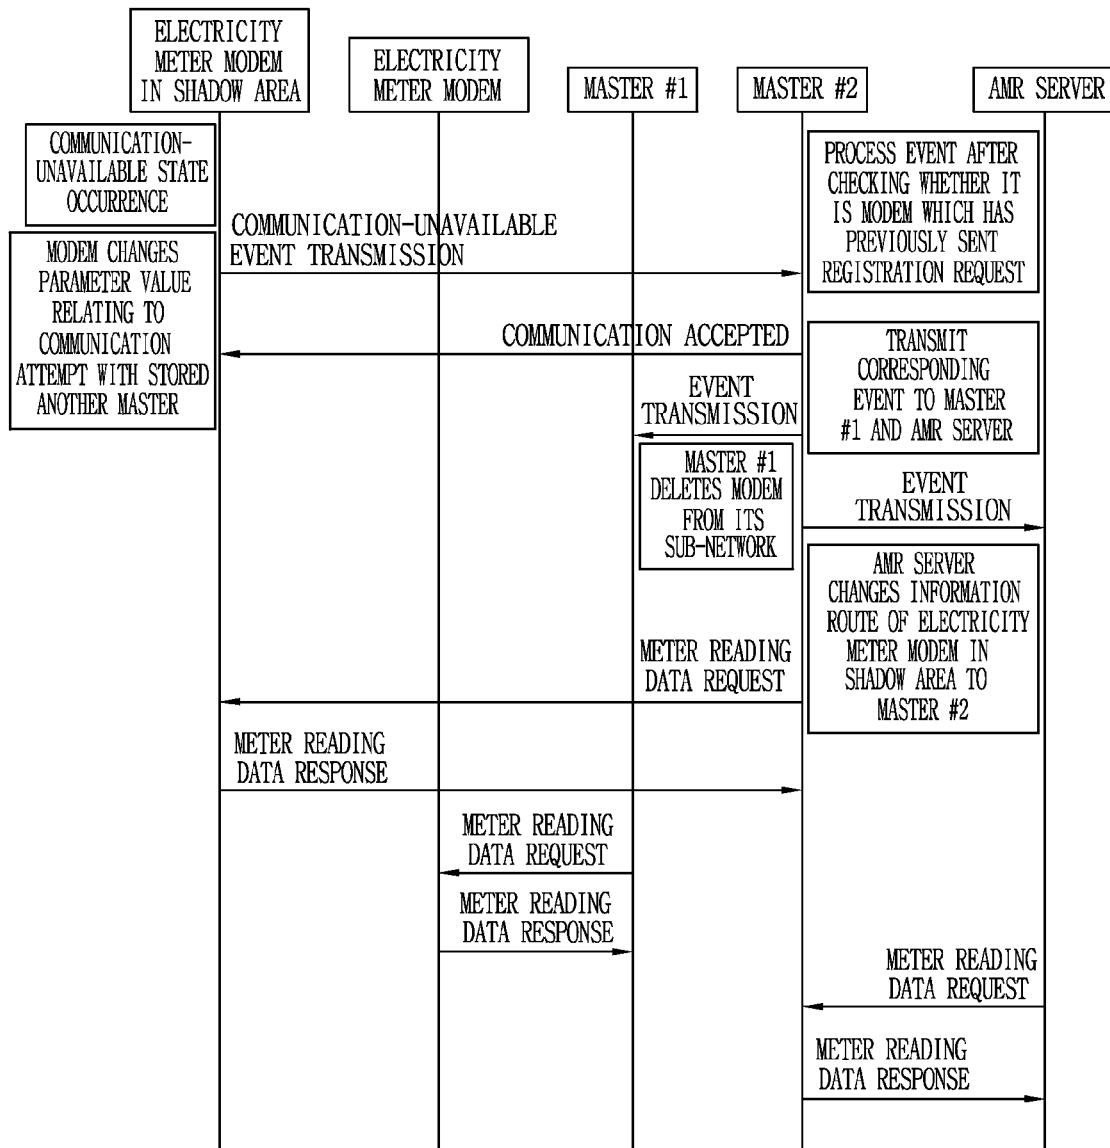 ELECTRICITY
METER MODEM
IN SHADOW AREA
ELECTRICITY
METER MODEM
MASTER #1
MASTER #2
AMR SERVER
COMMUNICATION-
UNAVAILABLE STATE
OCCURRENCE
PROCESS EVENT AFTER
CHECKING WHETHER IT
IS MODEM WHICH HAS
PREVIOUSLY SENT
REGISTRATION REQUEST
COMMUNICATION-UNAVAILABLE
EVENT TRANSMISSION
MODEM CHANGES
PARAMETER VALUE
RELATING TO
COMMUNICATION
ATTEMPT WITH STORED
ANOTHER MASTER
COMMUNICATION ACCEPTED
TRANSMIT
CORRESPONDING
EVENT TO MASTER
#1 AND AMR SERVER
EVENT
TRANSMISSION
MASTER #1
DELETES MODEM
FROM ITS
SUB-NETWORK
EVENT
TRANSMISSION
AMR SERVER
CHANGES INFORMATION
ROUTE OF ELECTRICITY
METER MODEM IN
SHADOW AREA TO
MASTER #2
METER READING
DATA REQUEST
METER READING
DATA RESPONSE
METER READING
DATA REQUEST
METER READING
DATA RESPONSE
METER READING
DATA REQUEST
METER READING
DATA RESPONSE